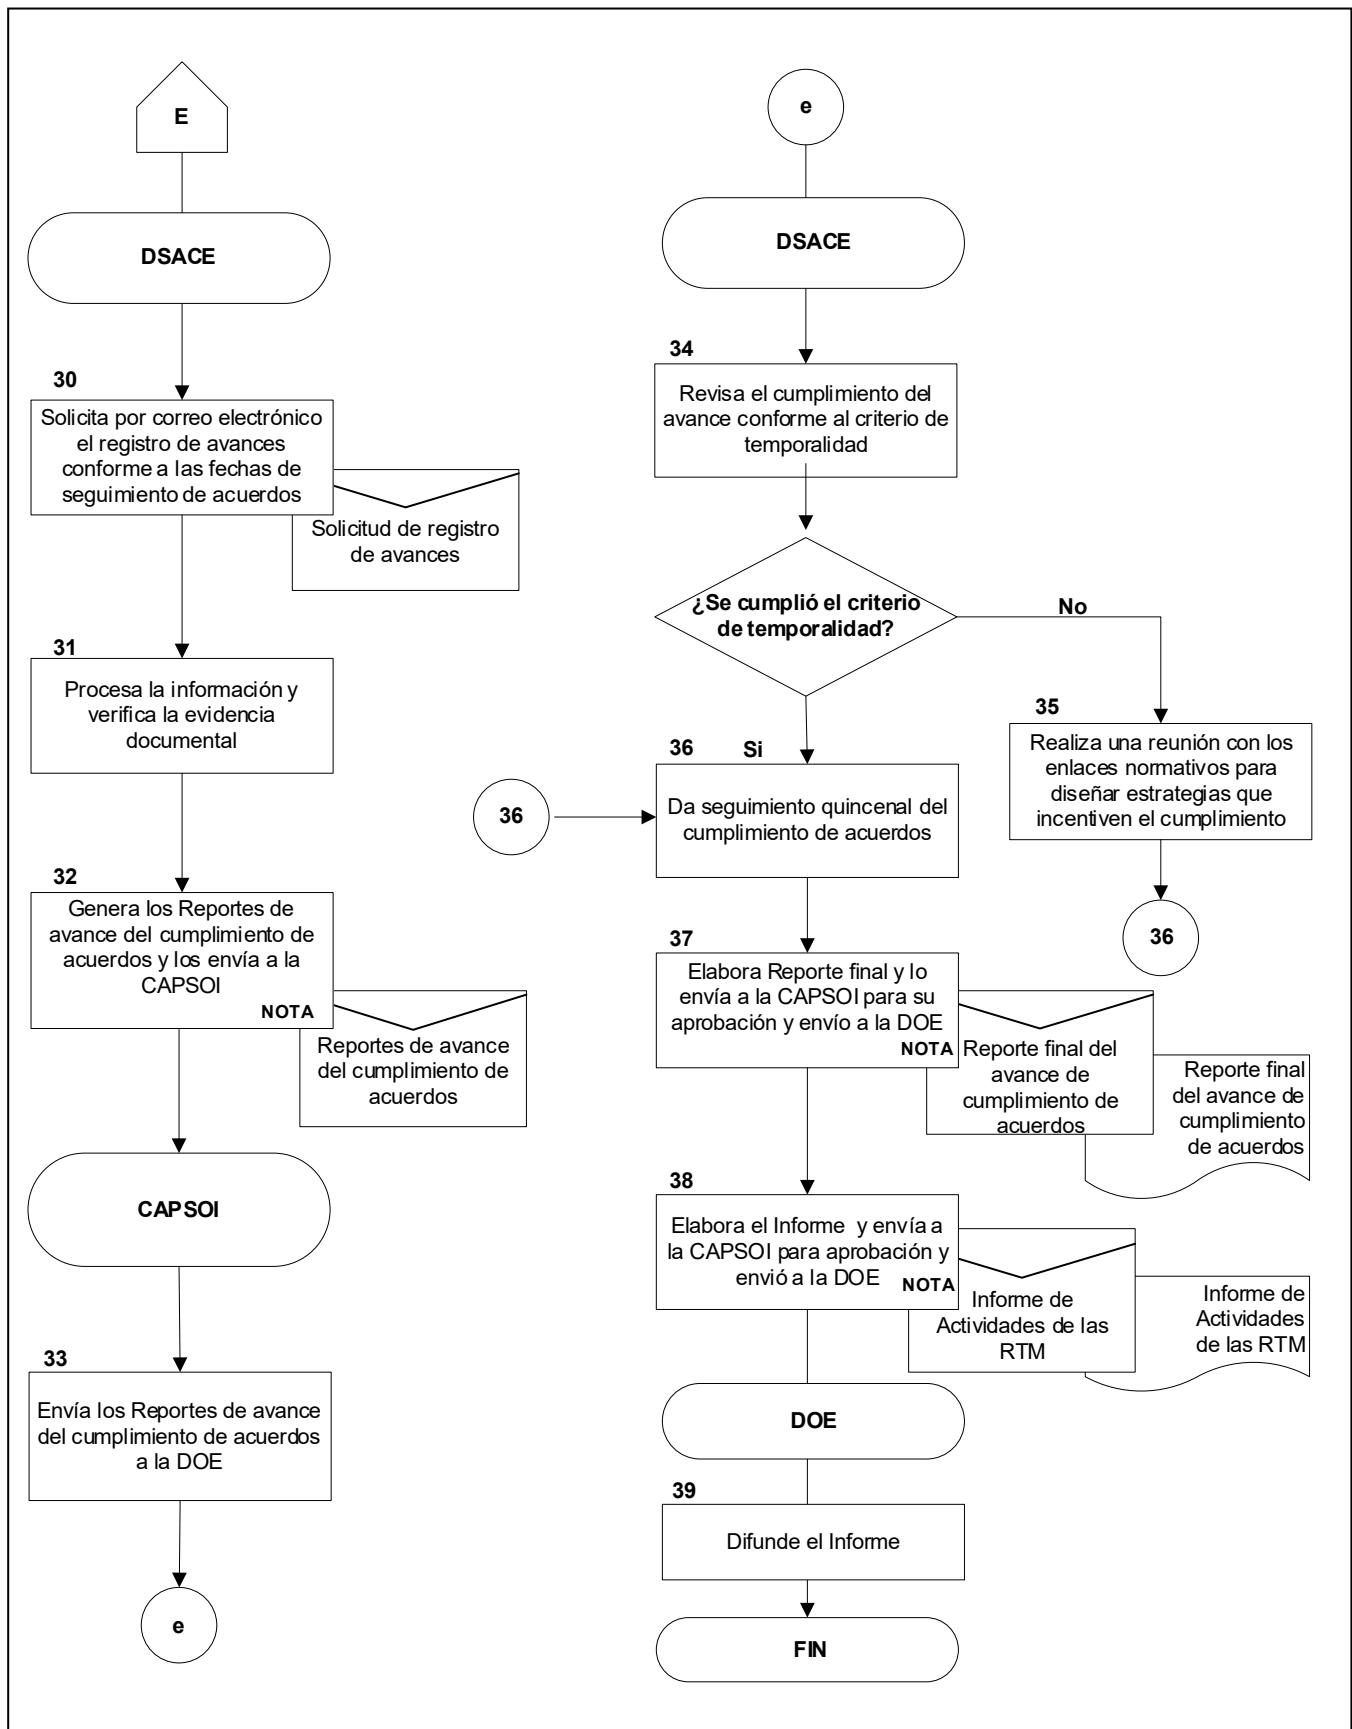 E
DSACE
30
Solicita por correo electrónico
el registro de avances
conforme a las fechas de
seguimiento de acuerdos
Solicitud de registro
de avances
31
Procesa la información y
verifica la evidencia
documental
32
Genera los Reportes de
avance del cumplimiento de
acuerdos y los envía a la
CAPSOI
NOTA
Reportes de avance
del cumplimiento de
acuerdos
CAPSOI
33
Envía los Reportes de avance
del cumplimiento de acuerdos
a la DOE
e
e
DSACE
34
Revisa el cumplimiento del
avance conforme al criterio de
temporalidad
¿Se cumplió el criterio
de temporalidad?
No
35
Realiza una reunión con los
enlaces normativos para
diseñar estrategias que
incentiven el cumplimiento
36
Si
36
36
Da seguimiento quincenal del
cumplimiento de acuerdos
37
Elabora Reporte final y lo
envía a la CAPSOI para su
aprobación y envío a la DOE
NOTA
Reporte final del
avance de
cumplimiento de
acuerdos
Reporte final
del avance de
cumplimiento
de acuerdos
38
Elabora el Informe y envía a
la CAPSOI para aprobación y
envió a la DOE
NOTA
Informe de
Actividades de las
RTM
Informe de
Actividades
de las RTM
DOE
39
Difunde el Informe
FIN